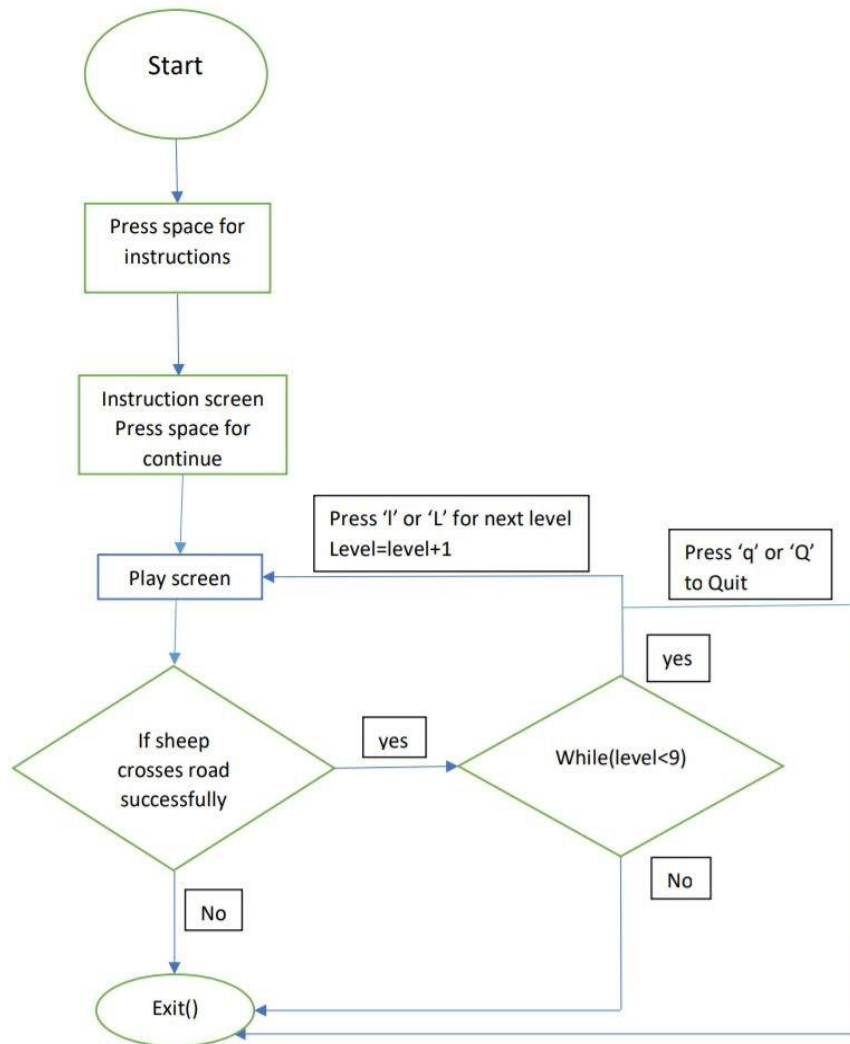 Start
Press space for
instructions
Instruction screen
Press space for
continue
Press ‘l’ or ‘L’ for next level
Level=level+1
Press ‘q’ or ‘Q’
to Quit
Play screen
yes
If sheep
crosses road
successfully
yes
While(level<9)
No
No
Exit()